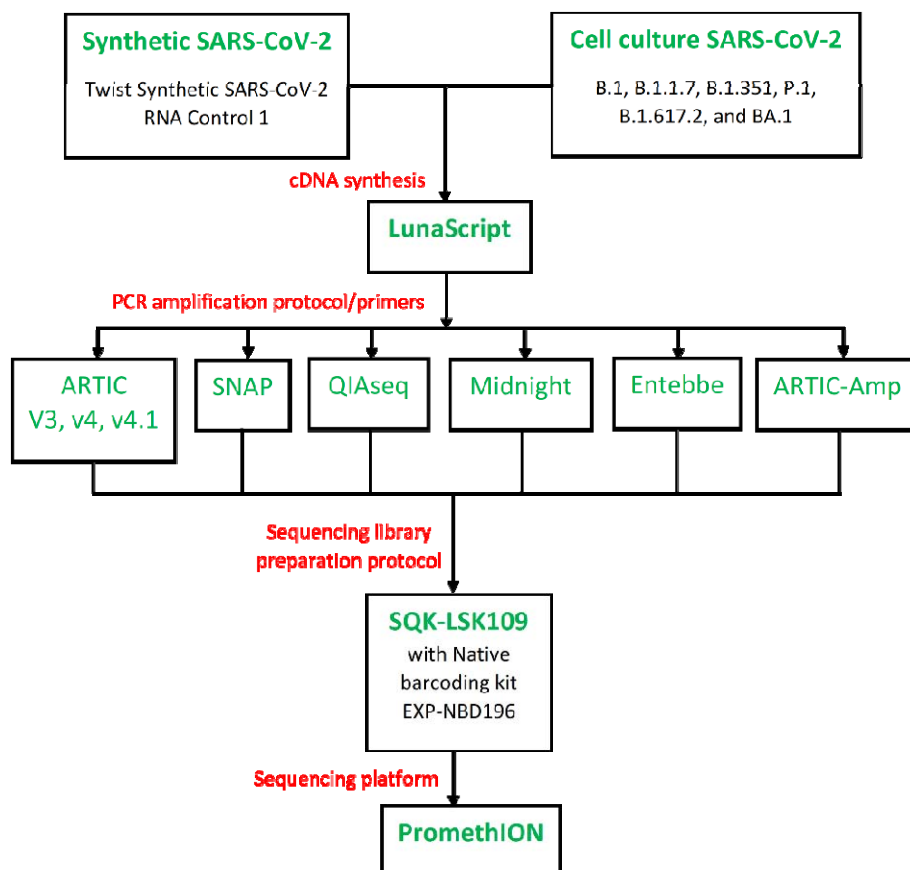 Synthetic SARS-CoV-2
Twist Synthetic SARS-CoV-2
RNA Control 1
Cell culture SARS-CoV-2
B.1, B.1.1.7, B.1.351, P.1,
B.1.617.2, and BA.1
cDNA synthesis
LunaScript
PCR amplification protocol/primers
ARTIC
V3, v4, v4.1
SNAP
QIAseq
Midnight
Entebbe
ARTIC-Amp
Sequencing library
preparation protocol
SQK-LSK109
with Native
barcoding kit
EXP-NBD196
Sequencing platform
PromethION